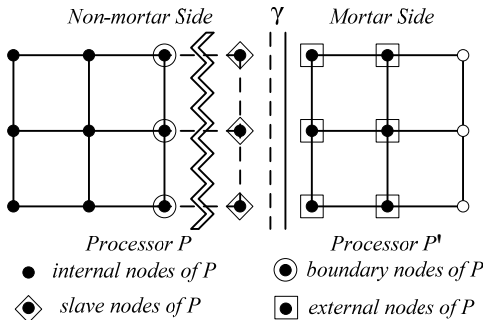 Non-mortar Side γ Mortar Side
Processor P Processor P'
internal nodes of P boundary nodes of P
slave nodes of P external nodes of P